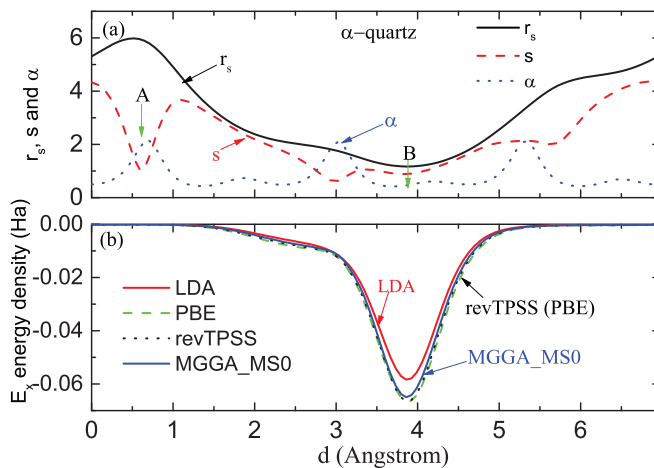 (a)
α−quartz
r_s
s
α
A
r_s
α
s
B
r_s, s and α
6
4
2
0
(b)
0.00
-0.02
-0.04
-0.06
E_x energy density (Ha)
LDA
PBE
revTPSS
MGGA_MS0
LDA
revTPSS (PBE)
MGGA_MS0
0 1 2 3 4 5 6
d (Angstrom)